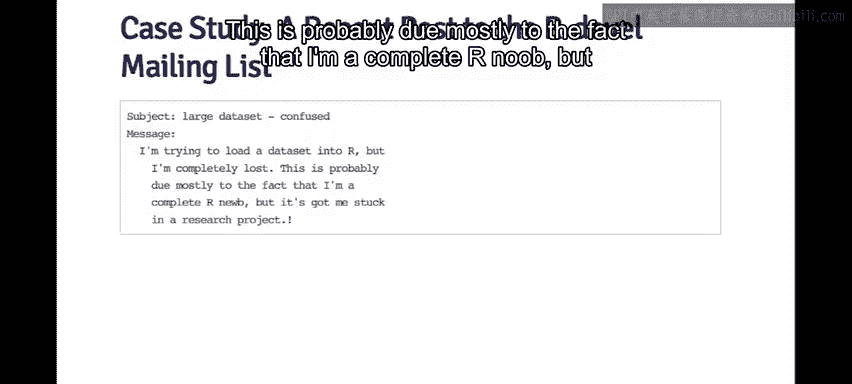 Case Study: A Recent Post to the R-devel
Mailing List
This is probably due mostly to the fact
that I'm a complete R noob, but
Subject: large dataset - confused
Message:
I'm trying to load a dataset into R, but
I'm completely lost. This is probably
due mostly to the fact that I'm a
complete R newb, but it's got me stuck
in a research project.!